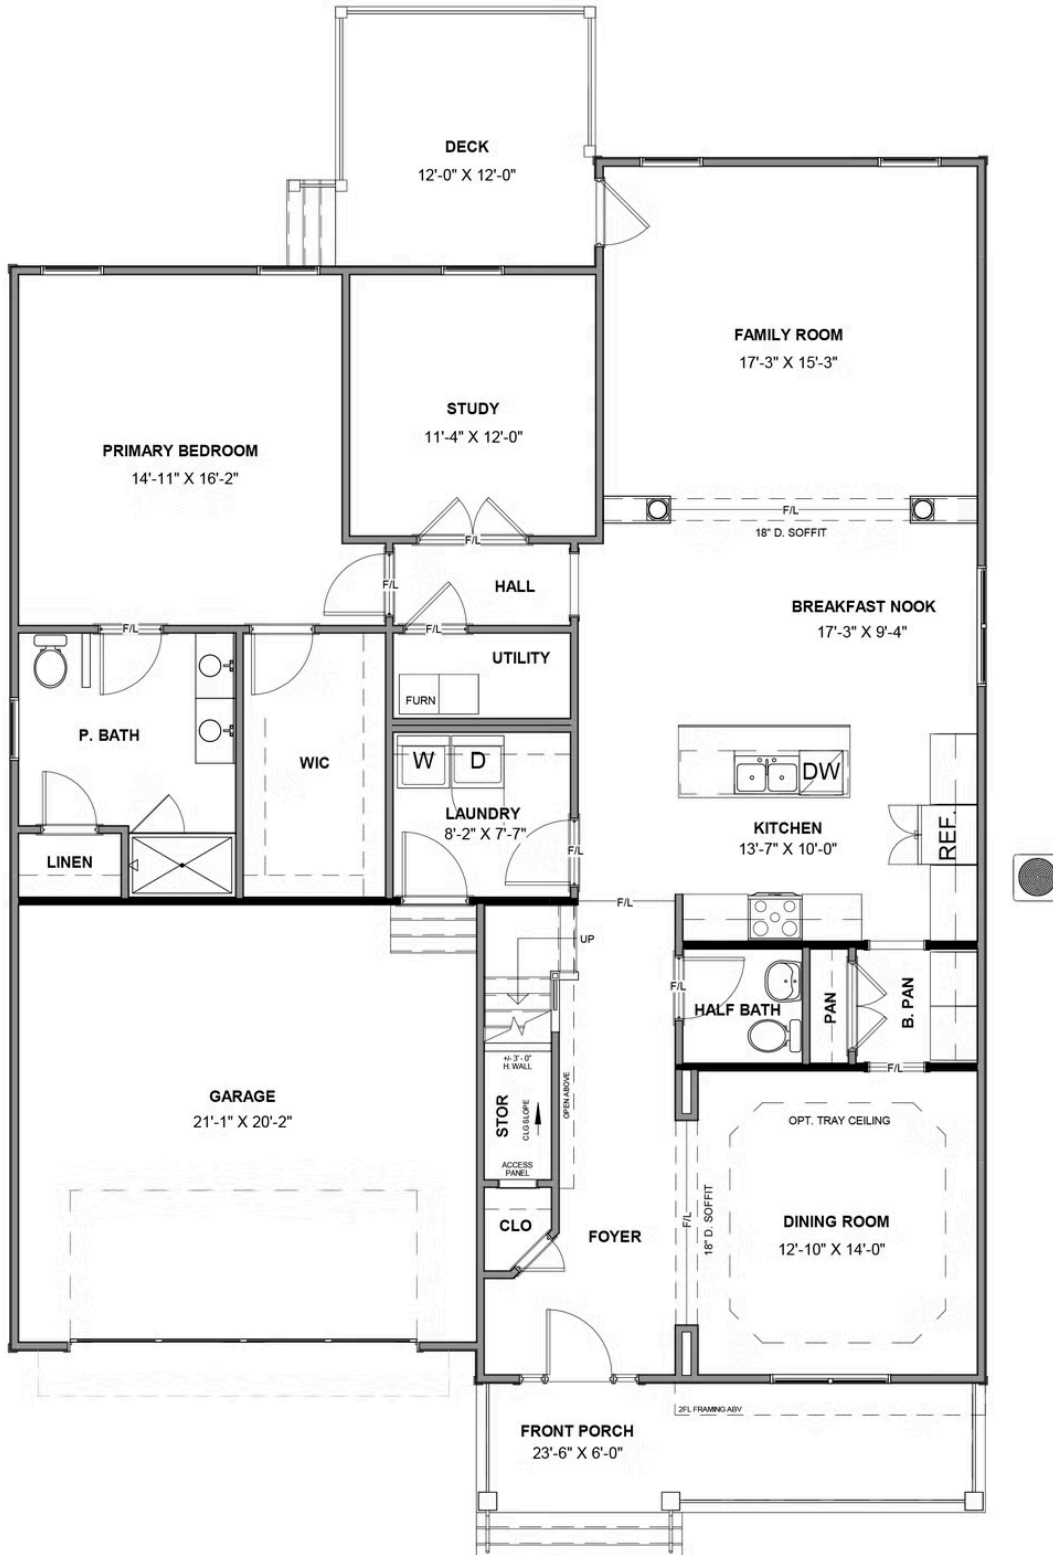 DECK
12'-0" X 12'-0"
FAMILY ROOM
17'-3" X 15'-3"
STUDY
11'-4" X 12'-0"
PRIMARY BEDROOM
14'-11" X 16'-2"
F/L
18" D. SOFFIT
F/L
F/L
HALL
BREAKFAST NOOK
17'-3" X 9'-4"
F/L
F/L
UTILITY
FURN
P. BATH
WIC
W
D
DW
LAUNDRY
8'-2" X 7'-7"
KITCHEN
13'-7" X 10'-0"
REF.
F/L
LINEN
F/L
UP
F/L
HALF BATH
PAN
B. PAN
+/- 3'- 0"
H. WALL
F/L
GARAGE
21'-1" X 20'-2"
STOR
CLG SLOPE
OPEN ABOVE
OPT. TRAY CEILING
ACCESS
PANEL
CLO
FOYER
F/L
18" D. SOFFIT
DINING ROOM
12'-10" X 14'-0"
2FL FRAMING ABV
FRONT PORCH
23'-6" X 6'-0"